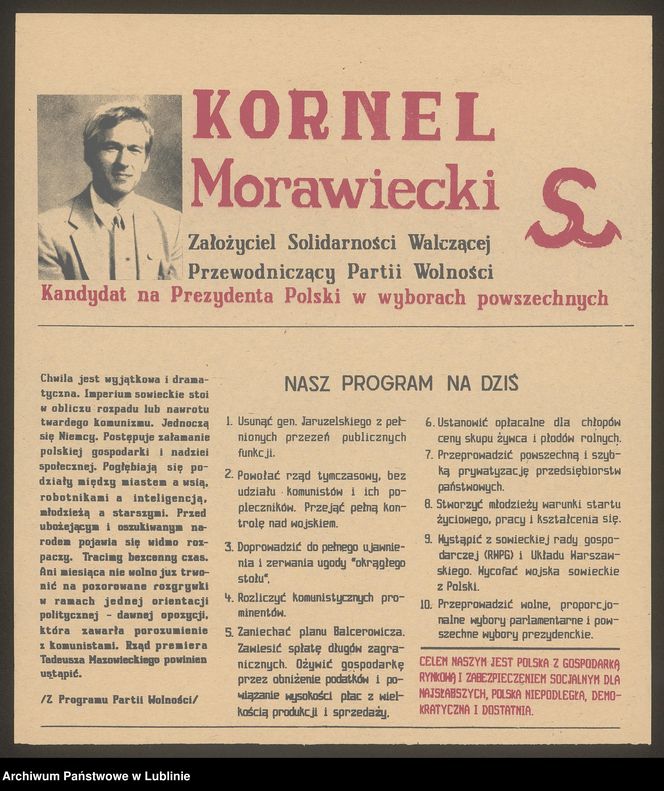 KORNEL
Morawiecki
Założyciel Solidarności Walczącej
Przewodniczący Partii Wolności
Kandydat na Prezydenta Polski w wyborach powszechnych
Chwila jest wyjątkowa i drama-
tyczna. Imperium sowieckie stoi
w obliczu rozpadu lub nawrotu
twardego komunizmu. Jednoczą
się Niemcy. Postępuje załamanie
polskiej gospodarki i nadziei
społecznej. Pogłębiają się po-
działy między miastem a wsią,
robotnikami a inteligencją,
młodzieżą a starszymi. Przed
ubożejącym i oszukiwanym na-
rodem pojawia się widmo roz-
paczy. Tracimy bezcenny czas.
Ani miesiąca nie wolno już trwo-
nić na pozorowane rozgrywki
w ramach jednej orientacji
politycznej - dawnej opozycji,
która zawarła porozumienie
z komunistami. Rząd premiera
Tadeusza Mazowieckiego powinien
ustąpić.
/Z Programu Partii Wolności/
NASZ PROGRAM NA DZIŚ
1. Usunąć gen. Jaruzelskiego z peł-
nionych przezeń publicznych
funkcji.
2. Powołać rząd tymczasowy, bez
udziału komunistów i ich po-
pleczników. Przejąć pełną kon-
trolę nad wojskiem.
3. Doprowadzić do pełnego ujawnie-
nia i zerwania ugody "okrągłego
stołu".
4. Rozliczyć komunistycznych pro-
minentów.
5. Zaniechać planu Balcerowicza.
Zawiesić spłatę długów zagra-
nicznych. Ożywić gospodarkę
przez obniżenie podatków i po-
wiązanie wysokości płac z wiel-
kością produkcji i sprzedaży.
6. Ustanowić opłacalne dla chłopów
ceny skupu żywca i płodów rolnych.
7. Przeprowadzić powszechną i szyb-
ką prywatyzację przedsiębiorstw
państwowych.
8. Stworzyć młodzieży warunki startu
życiowego, pracy i kształcenia się.
9. Wystąpić z sowieckiej rady gospo-
darczej (RWPG) i Układu Warszaw-
skiego. Wycofać wojska sowieckie
z Polski.
10. Przeprowadzić wolne, proporcjo-
nalne wybory parlamentarne i pow-
szechne wybory prezydenckie.
CELEM NASZYM JEST POLSKA Z GOSPODARKĄ
RYNKOWĄ I ZABEZPIECZENIEM SOCJALNYM DLA
NAJSŁABSZYCH, POLSKA NIEPODLEGŁA, DEMO-
KRATYCZNA I DOSTATNIA.
Archiwum Państwowe w Lublinie